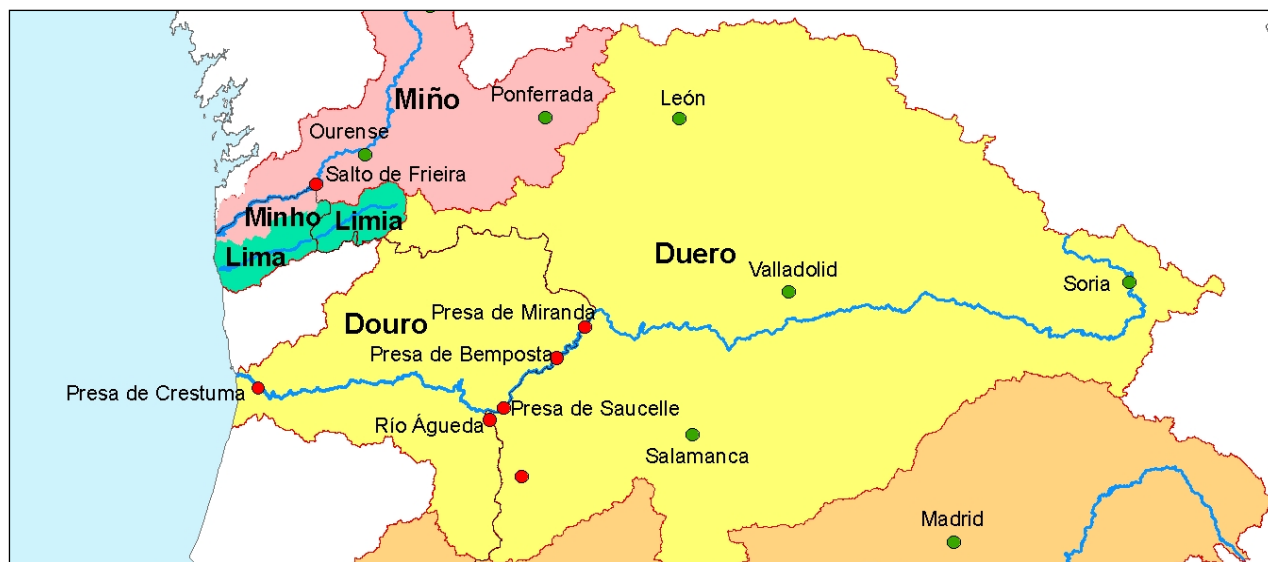 Miño
Ponferrada
León
Ourense
Salto de Frieira
Minho
Limia
Lima
Duero
Valladolid
Soria
Presa de Miranda
Douro
Presa de Bemposta
Presa de Crestuma
Presa de Saucelle
Río Águeda
Salamanca
Madrid